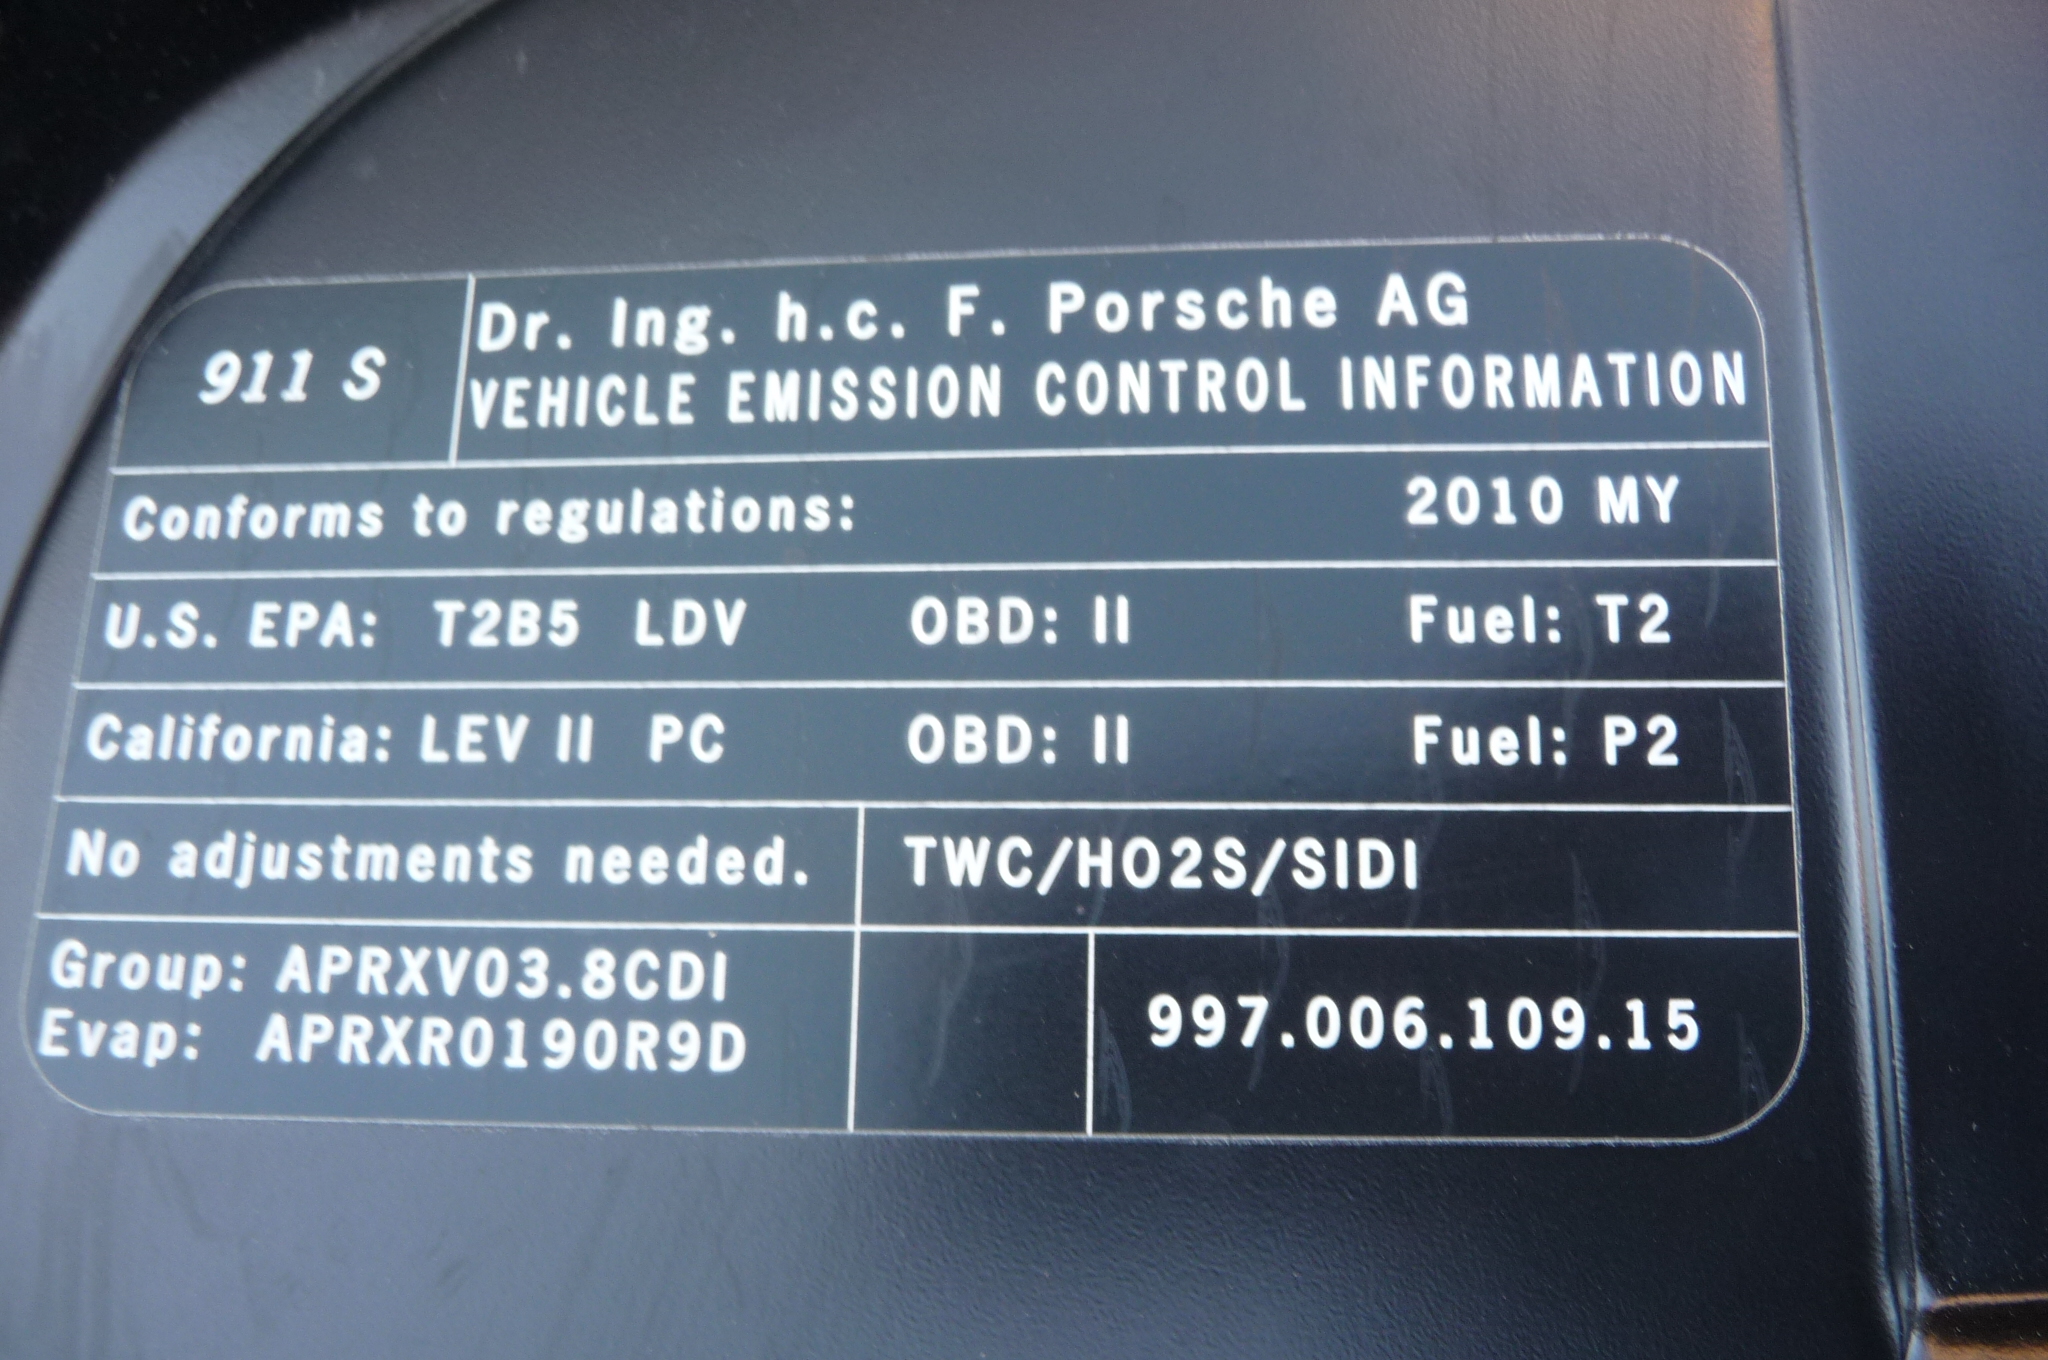 911 S
Dr. Ing. h.c. F. Porsche AG
VEHICLE EMISSION CONTROL INFORMATION
Conforms to regulations: 2010 MY
U.S. EPA: T2B5 LDV OBD: II Fuel: T2
California: LEV II PC OBD: II Fuel: P2
No adjustments needed. TWC/HO2S/SIDI
Group: APRXV03.8CDI
Evap: APRXR0190R9D
997.006.109.15